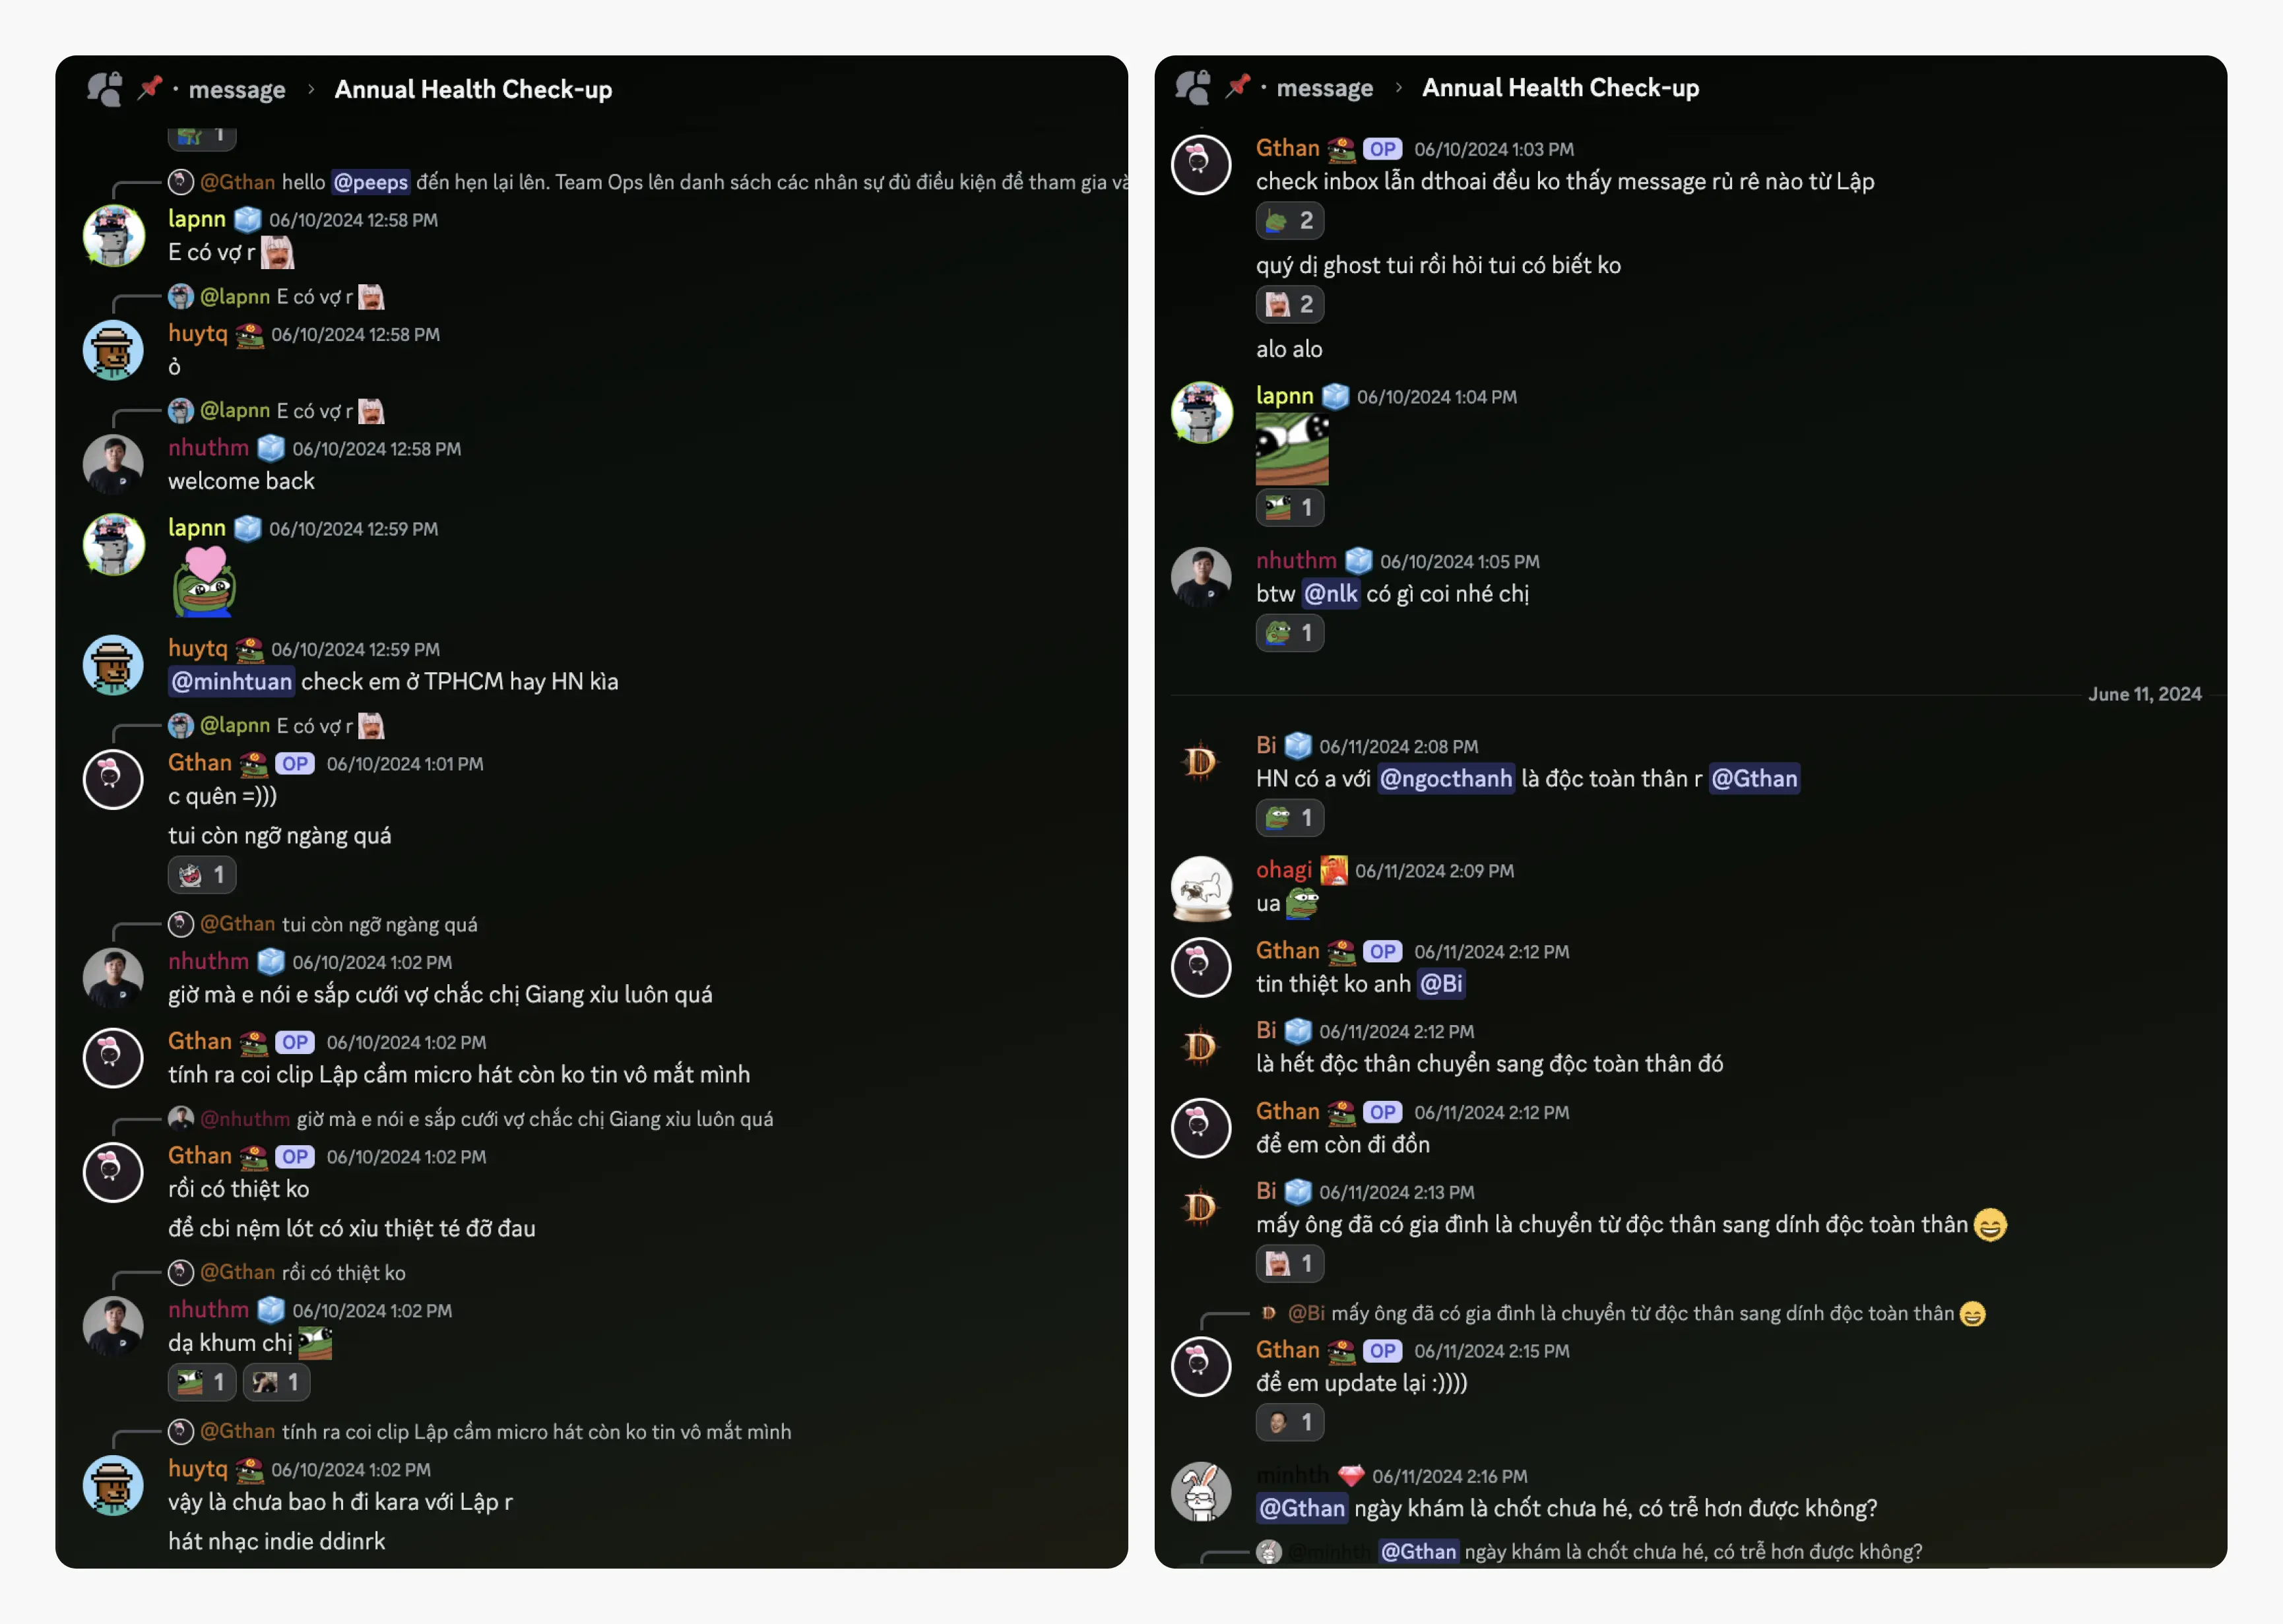 · message › Annual Health Check-up
1
@Gthan hello @peeps đến hẹn lại lên. Team Ops lên danh sách các nhân sự đủ điều kiện để tham gia và
lapnn 06/10/2024 12:58 PM
E có vợ r
@lapnn E có vợ r
huytq 06/10/2024 12:58 PM
ỏ
@lapnn E có vợ r
nhuthm 06/10/2024 12:58 PM
welcome back
lapnn 06/10/2024 12:59 PM
huytq 06/10/2024 12:59 PM
@minhtuan check em ở TPHCM hay HN kìa
@lapnn E có vợ r
Gthan OP 06/10/2024 1:01 PM
c quên =)))
tui còn ngỡ ngàng quá
1
@Gthan tui còn ngỡ ngàng quá
nhuthm 06/10/2024 1:02 PM
giờ mà e nói e sắp cưới vợ chắc chị Giang xỉu luôn quá
Gthan OP 06/10/2024 1:02 PM
tính ra coi clip Lập cầm micro hát còn ko tin vô mắt mình
@nhuthm giờ mà e nói e sắp cưới vợ chắc chị Giang xỉu luôn quá
Gthan OP 06/10/2024 1:02 PM
rồi có thiệt ko
để cbi nệm lót có xỉu thiệt té đỡ đau
@Gthan rồi có thiệt ko
nhuthm 06/10/2024 1:02 PM
dạ khum chị
1 1
@Gthan tính ra coi clip Lập cầm micro hát còn ko tin vô mắt mình
huytq 06/10/2024 1:02 PM
vậy là chưa bao h đi kara với Lập r
hát nhạc indie ddinrk
· message › Annual Health Check-up
Gthan OP 06/10/2024 1:03 PM
check inbox lẫn dthoai đều ko thấy message rủ rê nào từ Lập
2
quý dị ghost tui rồi hỏi tui có biết ko
2
alo alo
lapnn 06/10/2024 1:04 PM
1
nhuthm 06/10/2024 1:05 PM
btw @nlk có gì coi nhé chị
1
June 11, 2024
Bi 06/11/2024 2:08 PM
HN có a với @ngocthanh là độc toàn thân r @Gthan
1
ohagi 06/11/2024 2:09 PM
ua
Gthan OP 06/11/2024 2:12 PM
tin thiệt ko anh @Bi
Bi 06/11/2024 2:12 PM
là hết độc thân chuyển sang độc toàn thân đó
Gthan OP 06/11/2024 2:12 PM
để em còn đi đồn
Bi 06/11/2024 2:13 PM
mấy ông đã có gia đình là chuyển từ độc thân sang dính độc toàn thân
1
@Bi mấy ông đã có gia đình là chuyển từ độc thân sang dính độc toàn thân
Gthan OP 06/11/2024 2:15 PM
để em update lại :))))
1
minhth 06/11/2024 2:16 PM
@Gthan ngày khám là chốt chưa hé, có trễ hơn được không?
@minhth @Gthan ngày khám là chốt chưa hé, có trễ hơn được không?